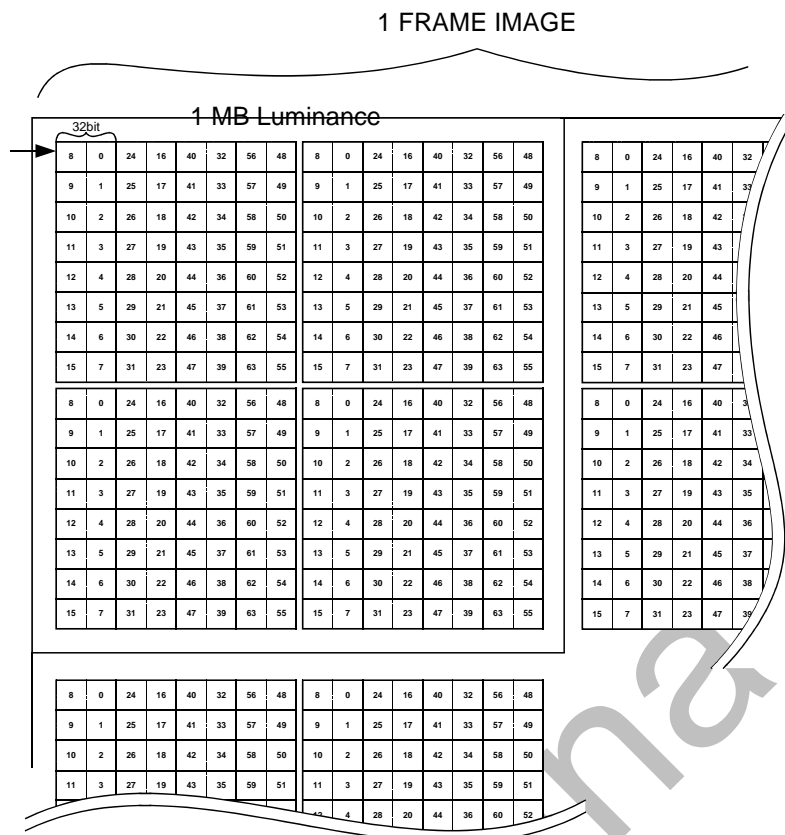 1 FRAME IMAGE
1 MB Luminance
32bit
8 0 24 16 40 32 56 48 8 0 24 16 40 32 56 48 8 0 24 16 40 32
9 1 25 17 41 33 57 49 9 1 25 17 41 33 57 49 9 1 25 17 41 33
10 2 26 18 42 34 58 50 10 2 26 18 42 34 58 50 10 2 26 18 42
11 3 27 19 43 35 59 51 11 3 27 19 43 35 59 51 11 3 27 19 43
12 4 28 20 44 36 60 52 12 4 28 20 44 36 60 52 12 4 28 20 44
13 5 29 21 45 37 61 53 13 5 29 21 45 37 61 53 13 5 29 21 45
14 6 30 22 46 38 62 54 14 6 30 22 46 38 62 54 14 6 30 22 46
15 7 31 23 47 39 63 55 15 7 31 23 47 39 63 55 15 7 31 23 47
8 0 24 16 40 32 56 48 8 0 24 16 40 32 56 48 8 0 24 16 40
9 1 25 17 41 33 57 49 9 1 25 17 41 33 57 49 9 1 25 17 41 33
10 2 26 18 42 34 58 50 10 2 26 18 42 34 58 50 10 2 26 18 42 34
11 3 27 19 43 35 59 51 11 3 27 19 43 35 59 51 11 3 27 19 43 35
12 4 28 20 44 36 60 52 12 4 28 20 44 36 60 52 12 4 28 20 44 36
13 5 29 21 45 37 61 53 13 5 29 21 45 37 61 53 13 5 29 21 45 37
14 6 30 22 46 38 62 54 14 6 30 22 46 38 62 54 14 6 30 22 46 38
15 7 31 23 47 39 63 55 15 7 31 23 47 39 63 55 15 7 31 23 47 39
8 0 24 16 40 32 56 48 8 0 24 16 40 32 56 48
9 1 25 17 41 33 57 49 9 1 25 17 41 33 57 49
10 2 26 18 42 34 58 50 10 2 26 18 42 34 58 50
11 3 27 19 43 35 59 51 11 3 27 19 43 35 59 51
4 28 20 44 36 60 52
na